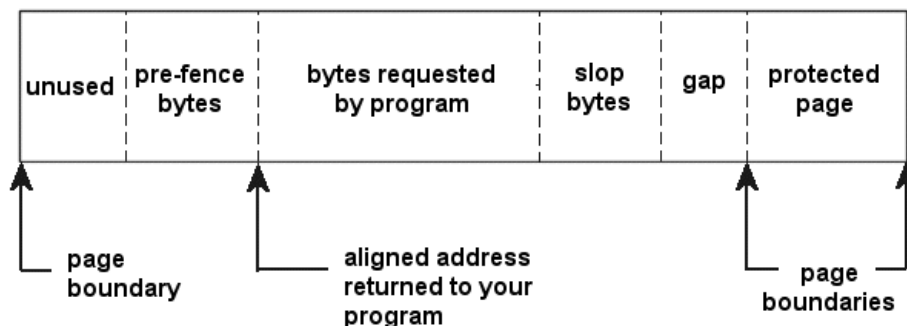 unused
pre-fence
bytes
bytes requested
by program
slop
bytes
gap
protected
page
page
boundary
aligned address
returned to your
program
page
boundaries